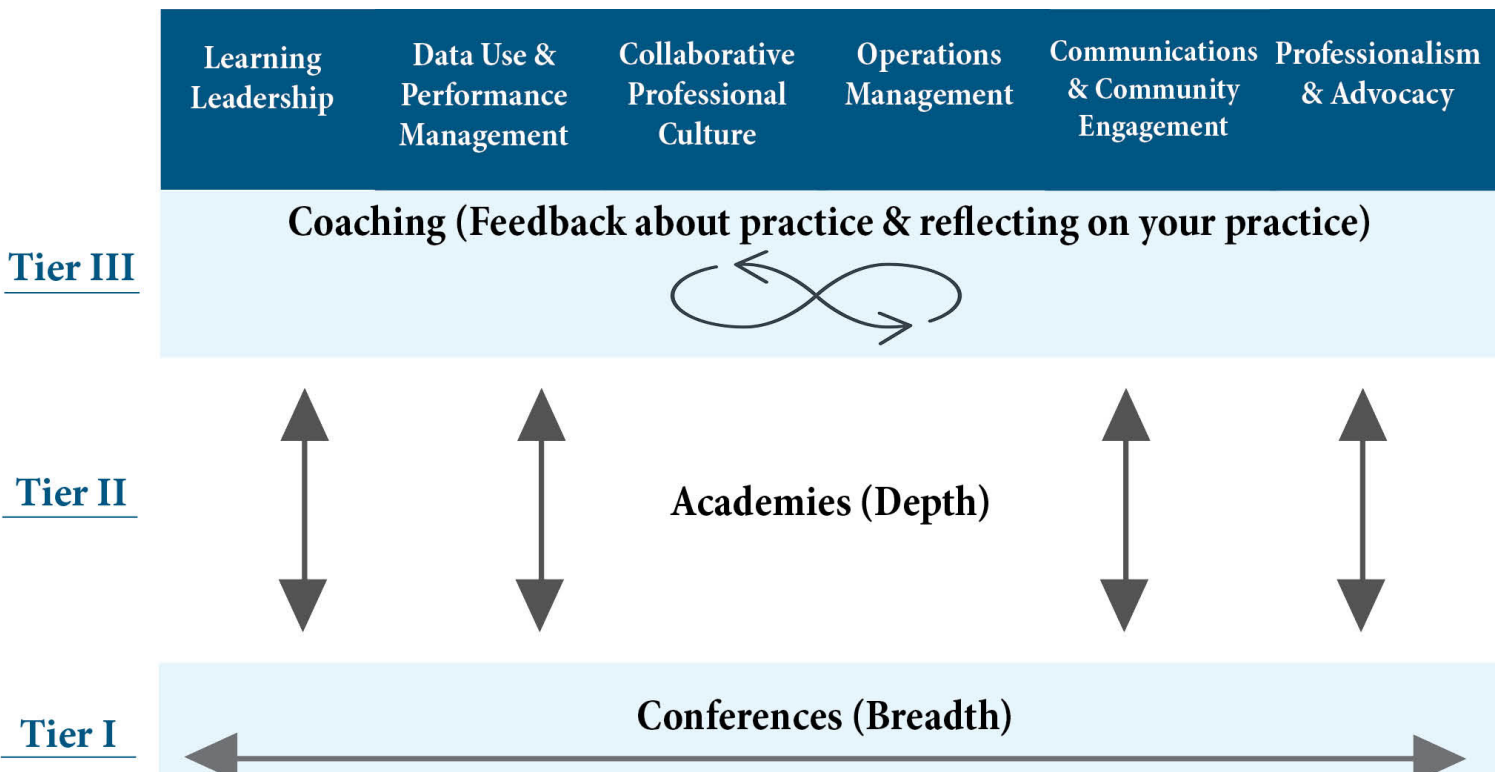 Learning
Leadership
Data Use &
Performance
Management
Collaborative
Professional
Culture
Operations
Management
Communications
& Community
Engagement
Professionalism
& Advocacy
Tier III
Coaching (Feedback about practice & reflecting on your practice)
Tier II
Academies (Depth)
Tier I
Conferences (Breadth)